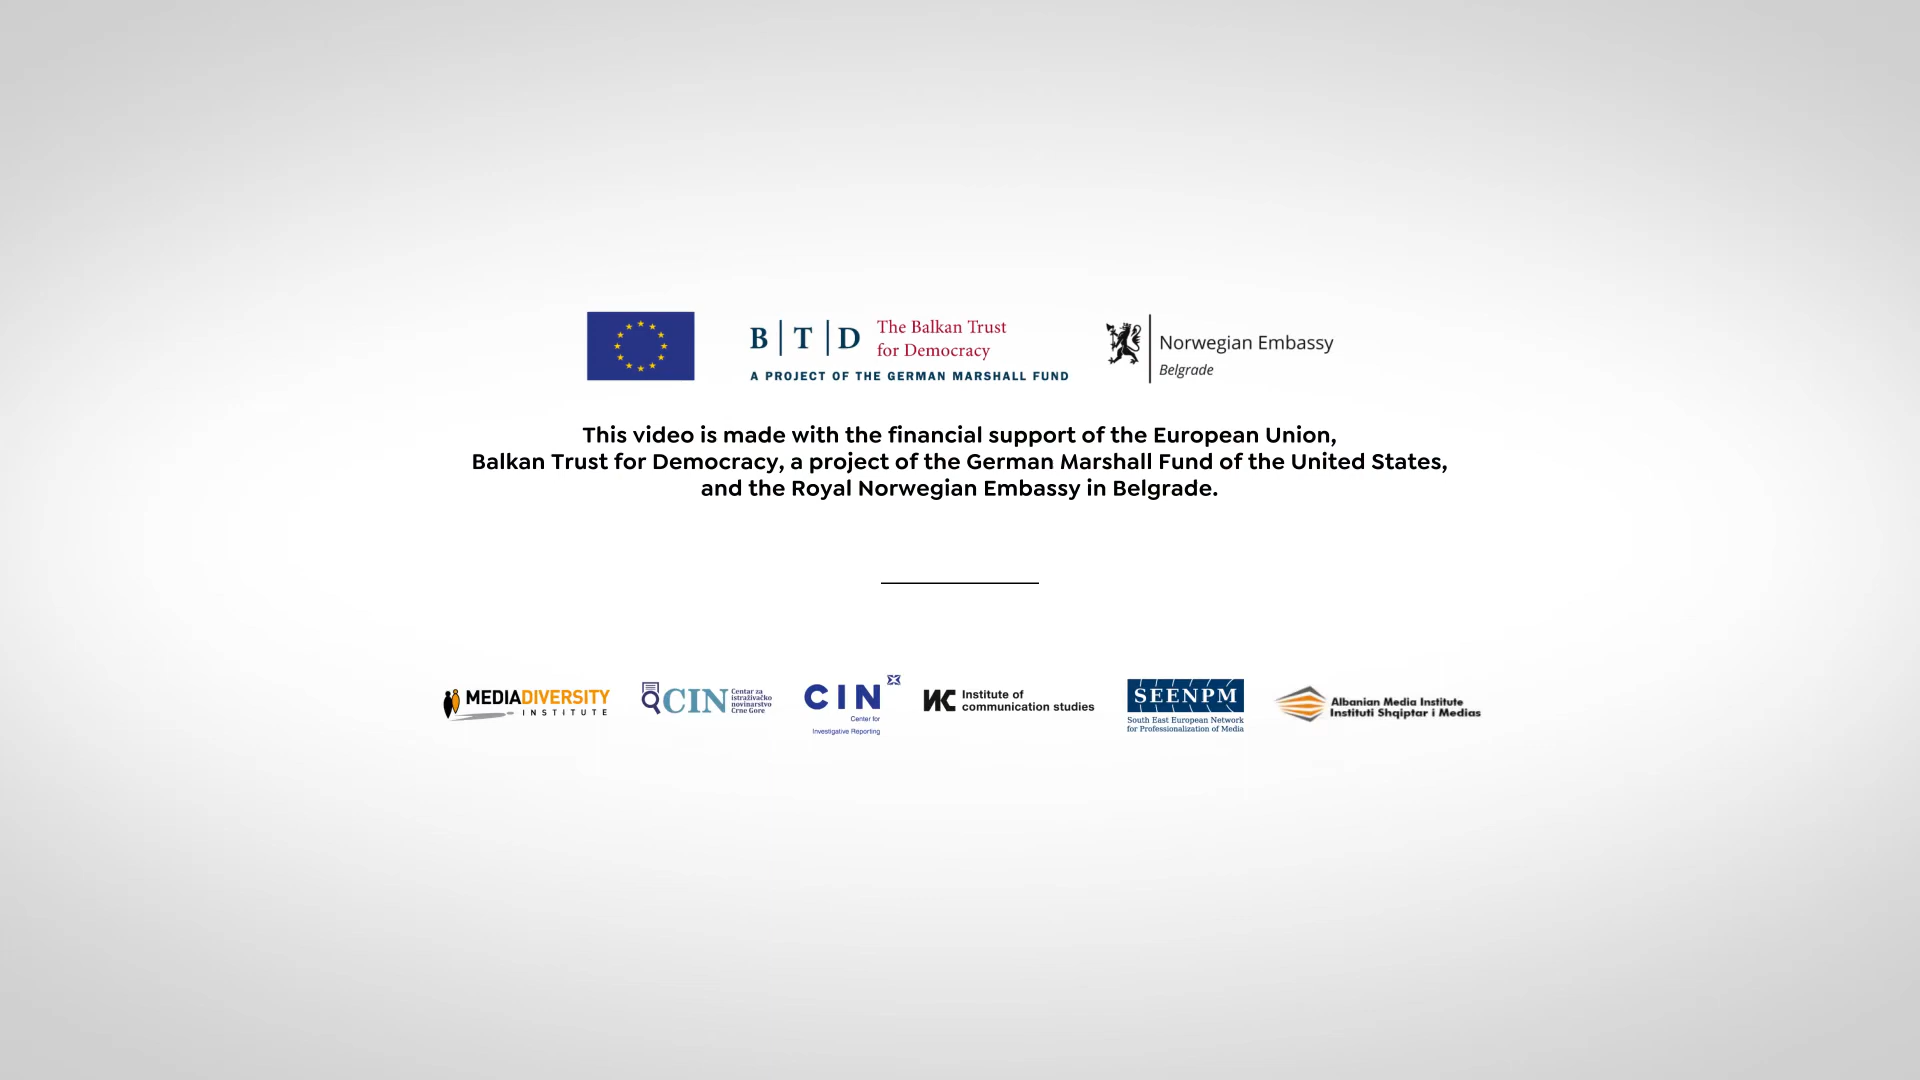 B T D The Balkan Trust
for Democracy
A PROJECT OF THE GERMAN MARSHALL FUND
Norwegian Embassy
Belgrade
This video is made with the financial support of the European Union,
Balkan Trust for Democracy, a project of the German Marshall Fund of the United States,
and the Royal Norwegian Embassy in Belgrade.
MEDIADIVERSITY
INSTITUTE
CIN
Centar za
istraživačko
novinarstvo
Crne Gore
CIN
Center for
Investigative Reporting
ИC
Institute of
communication studies
SEENPM
South East European Network
for Professionalization of Media
Albanian Media Institute
Instituti Shqiptar i Medias